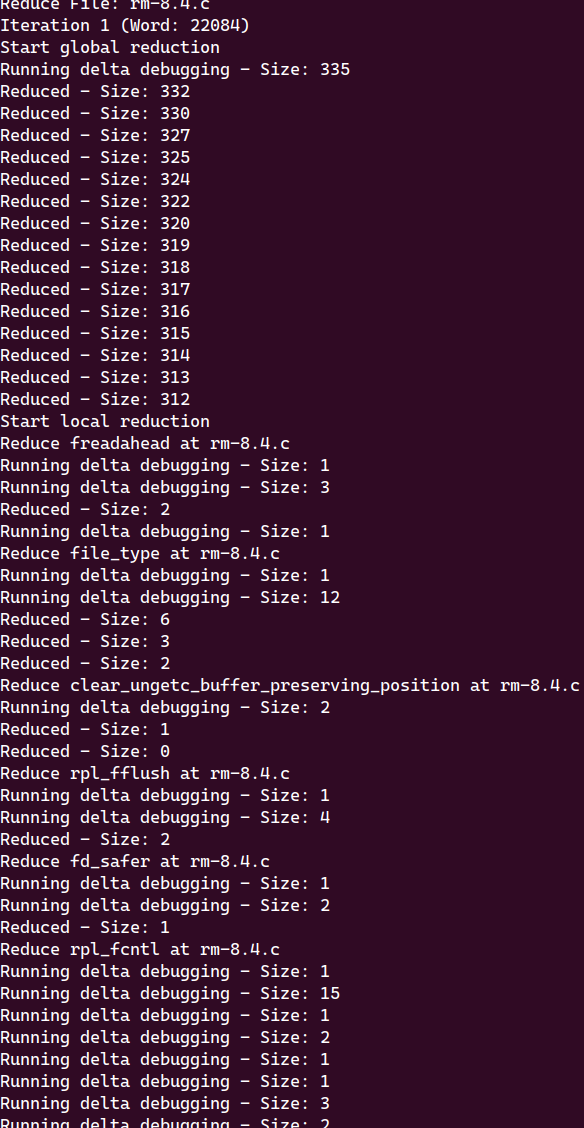 Reduce File: rm-8.4.c
Iteration 1 (Word: 22084)
Start global reduction
Running delta debugging - Size: 335
Reduced - Size: 332
Reduced - Size: 330
Reduced - Size: 327
Reduced - Size: 325
Reduced - Size: 324
Reduced - Size: 322
Reduced - Size: 320
Reduced - Size: 319
Reduced - Size: 318
Reduced - Size: 317
Reduced - Size: 316
Reduced - Size: 315
Reduced - Size: 314
Reduced - Size: 313
Reduced - Size: 312
Start local reduction
Reduce freadahead at rm-8.4.c
Running delta debugging - Size: 1
Running delta debugging - Size: 3
Reduced - Size: 2
Running delta debugging - Size: 1
Reduce file_type at rm-8.4.c
Running delta debugging - Size: 1
Running delta debugging - Size: 12
Reduced - Size: 6
Reduced - Size: 3
Reduced - Size: 2
Reduce clear_ungetc_buffer_preserving_position at rm-8.4.c
Running delta debugging - Size: 2
Reduced - Size: 1
Reduced - Size: 0
Reduce rpl_fflush at rm-8.4.c
Running delta debugging - Size: 1
Running delta debugging - Size: 4
Reduced - Size: 2
Reduce fd_safer at rm-8.4.c
Running delta debugging - Size: 1
Running delta debugging - Size: 2
Reduced - Size: 1
Reduce rpl_fcntl at rm-8.4.c
Running delta debugging - Size: 1
Running delta debugging - Size: 15
Running delta debugging - Size: 1
Running delta debugging - Size: 2
Running delta debugging - Size: 1
Running delta debugging - Size: 1
Running delta debugging - Size: 3
Running delta debugging - Size: 2